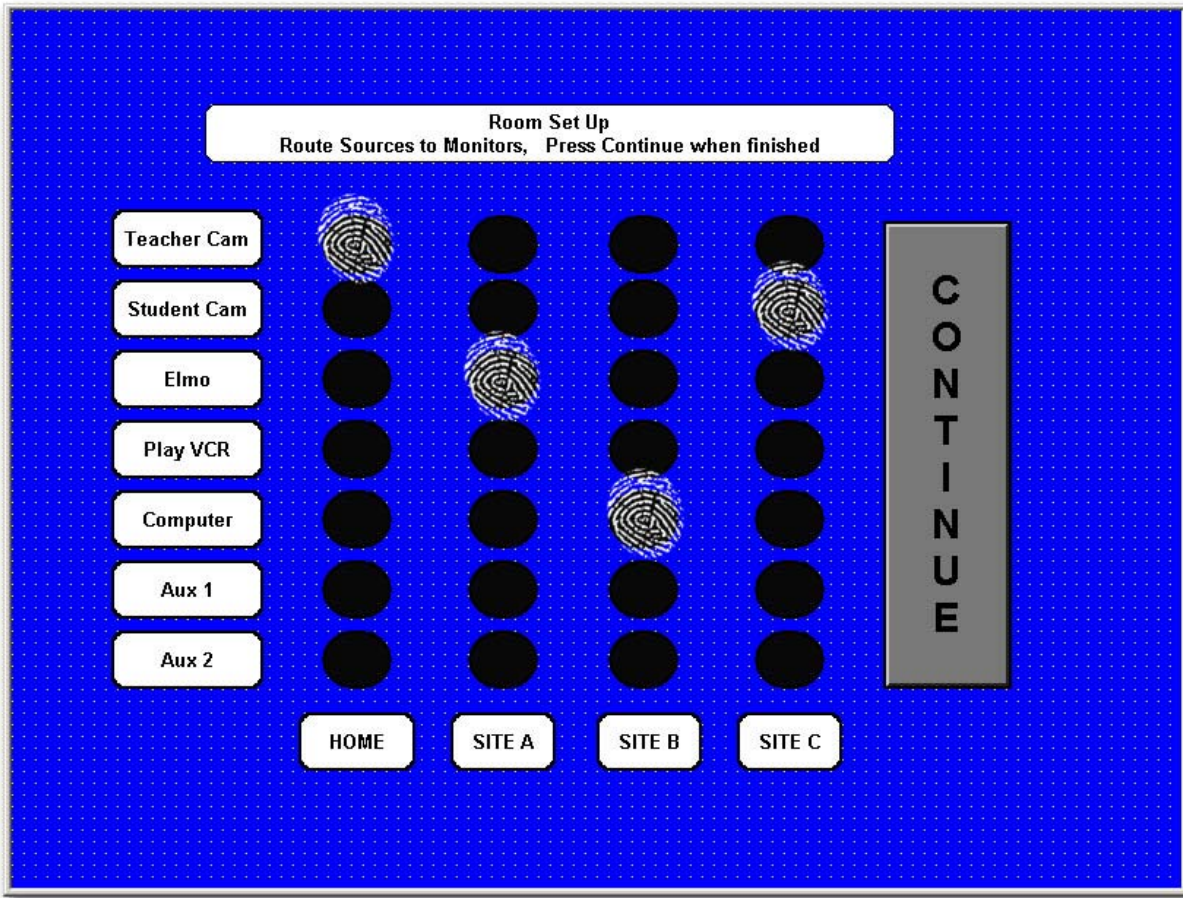 Room Set Up
Route Sources to Monitors, Press Continue when finished
Teacher Cam
Student Cam
Elmo
Play VCR
Computer
Aux 1
Aux 2
HOME
SITE A
SITE B
SITE C
CONTINUE